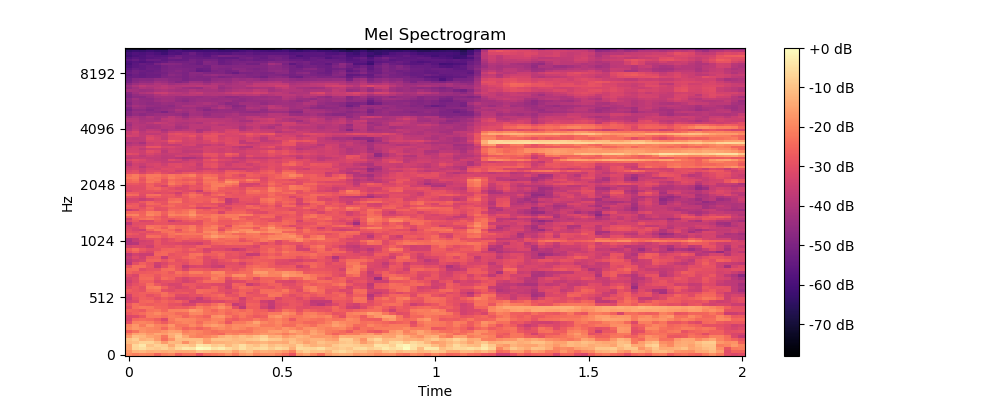 Mel Spectrogram
Hz
8192
4096
2048
1024
512
0
0 0.5 1 1.5 2
Time
+0 dB
-10 dB
-20 dB
-30 dB
-40 dB
-50 dB
-60 dB
-70 dB